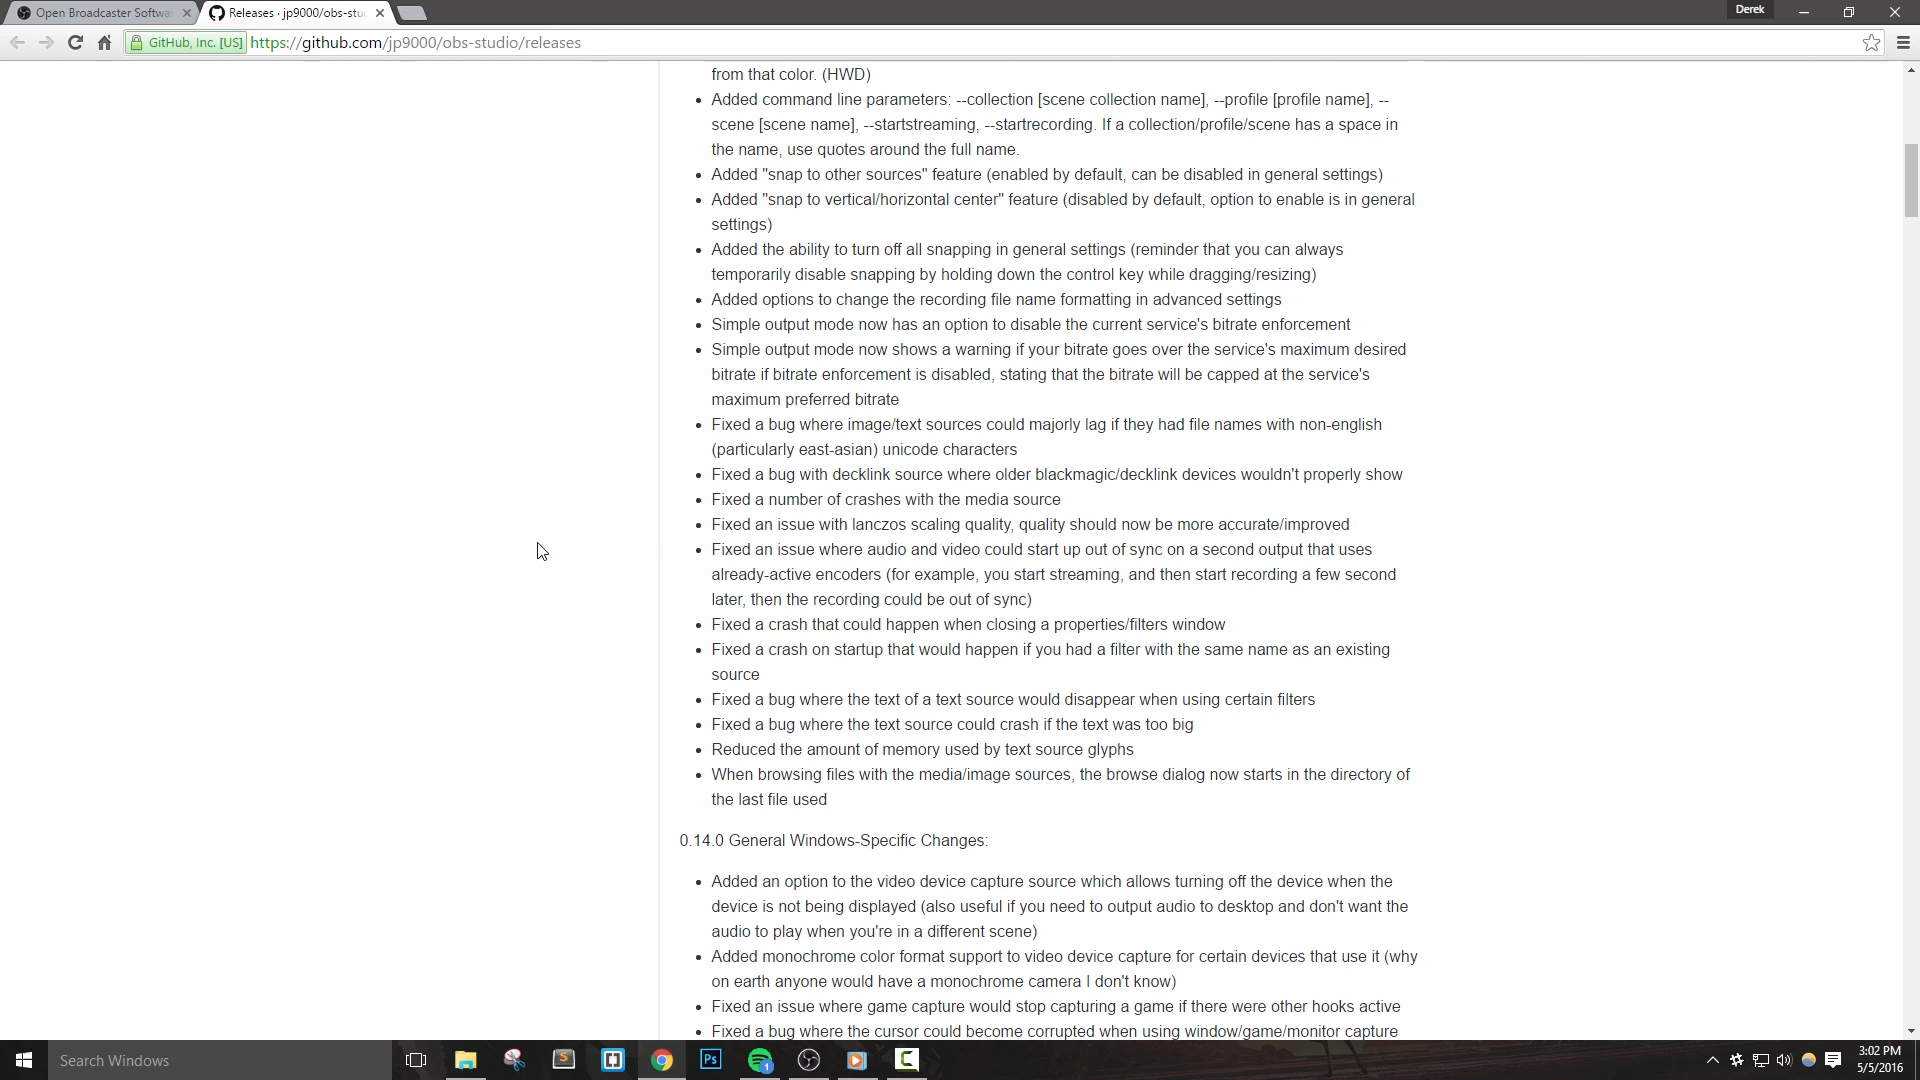 Open Broadcaster Softwa
Releases · jp9000/obs-stu
Derek
GitHub, Inc. [US]
https://github.com/jp9000/obs-studio/releases
from that color. (HWD)
Added command line parameters: --collection [scene collection name], --profile [profile name], --
scene [scene name], --startstreaming, --startrecording. If a collection/profile/scene has a space in
the name, use quotes around the full name.
Added "snap to other sources" feature (enabled by default, can be disabled in general settings)
Added "snap to vertical/horizontal center" feature (disabled by default, option to enable is in general
settings)
Added the ability to turn off all snapping in general settings (reminder that you can always
temporarily disable snapping by holding down the control key while dragging/resizing)
Added options to change the recording file name formatting in advanced settings
Simple output mode now has an option to disable the current service's bitrate enforcement
Simple output mode now shows a warning if your bitrate goes over the service's maximum desired
bitrate if bitrate enforcement is disabled, stating that the bitrate will be capped at the service's
maximum preferred bitrate
Fixed a bug where image/text sources could majorly lag if they had file names with non-english
(particularly east-asian) unicode characters
Fixed a bug with decklink source where older blackmagic/decklink devices wouldn't properly show
Fixed a number of crashes with the media source
Fixed an issue with lanczos scaling quality, quality should now be more accurate/improved
Fixed an issue where audio and video could start up out of sync on a second output that uses
already-active encoders (for example, you start streaming, and then start recording a few second
later, then the recording could be out of sync)
Fixed a crash that could happen when closing a properties/filters window
Fixed a crash on startup that would happen if you had a filter with the same name as an existing
source
Fixed a bug where the text of a text source would disappear when using certain filters
Fixed a bug where the text source could crash if the text was too big
Reduced the amount of memory used by text source glyphs
When browsing files with the media/image sources, the browse dialog now starts in the directory of
the last file used
0.14.0 General Windows-Specific Changes:
Added an option to the video device capture source which allows turning off the device when the
device is not being displayed (also useful if you need to output audio to desktop and don't want the
audio to play when you're in a different scene)
Added monochrome color format support to video device capture for certain devices that use it (why
on earth anyone would have a monochrome camera I don't know)
Fixed an issue where game capture would stop capturing a game if there were other hooks active
Fixed a bug where the cursor could become corrupted when using window/game/monitor capture
Search Windows
S
Ps
1
3:02 PM
5/5/2016